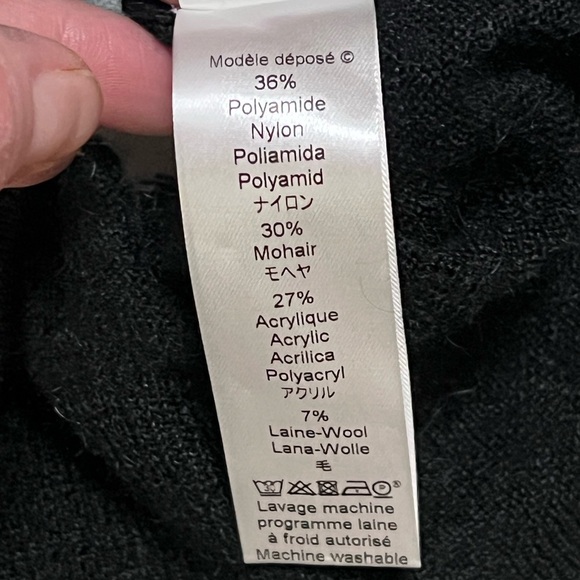 Modèle déposé ©
36%
Polyamide
Nylon
Poliamida
Polyamid
ナイロン
30%
Mohair
モヘヤ
27%
Acrylique
Acrylic
Acrilica
Polyacryl
アクリル
7%
Laine-Wool
Lana-Wolle
毛
Lavage machine
programme laine
à froid autorisé
Machine washable